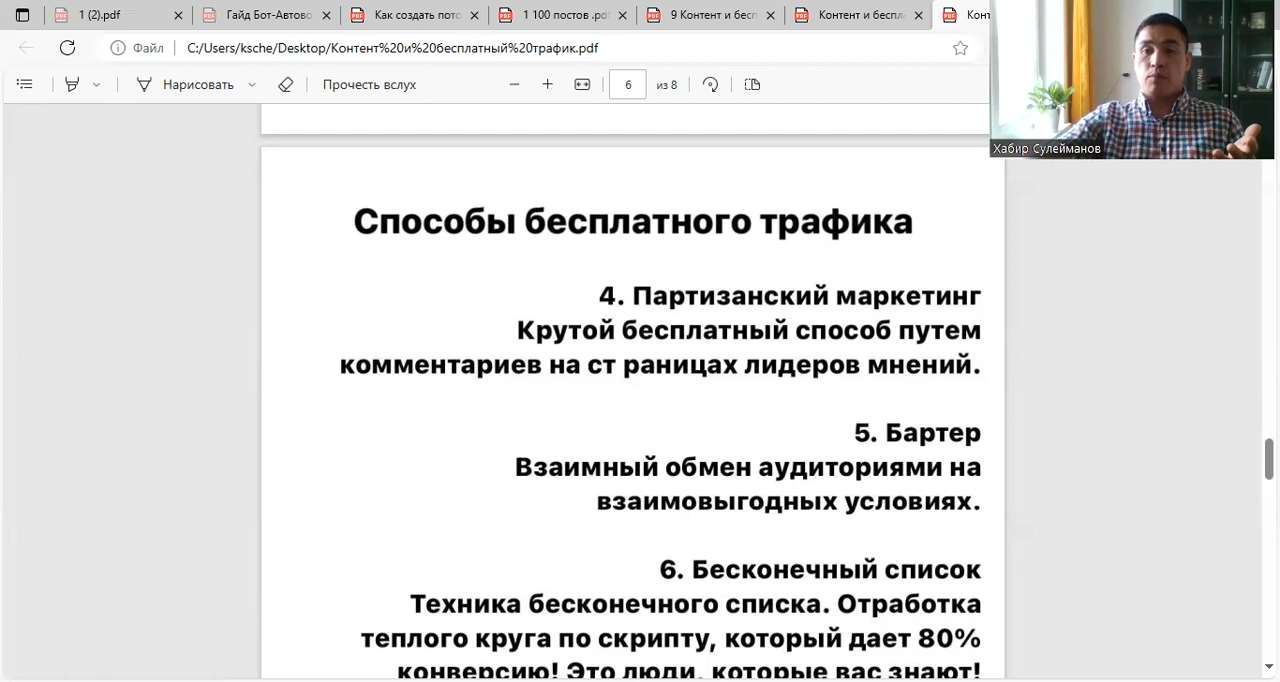 1 (2).pdf
Гайд Бот-Автово
Как создать пото
1 100 постов .pd
9 Контент и бесп
Контент и беспл
Конт
Файл
C:/Users/ksche/Desktop/Контент%20и%20бесплатный%20трафик.pdf
Нарисовать
Прочесть вслух
6
из 8
Хабир Сулейманов
Способы бесплатного трафика
4. Партизанский маркетинг
Крутой бесплатный способ путем
комментариев на ст раницах лидеров мнений.
5. Бартер
Взаимный обмен аудиториями на
взаимовыгодных условиях.
6. Бесконечный список
Техника бесконечного списка. Отработка
теплого круга по скрипту, который дает 80%
конверсию! Это люди, которые вас знают!